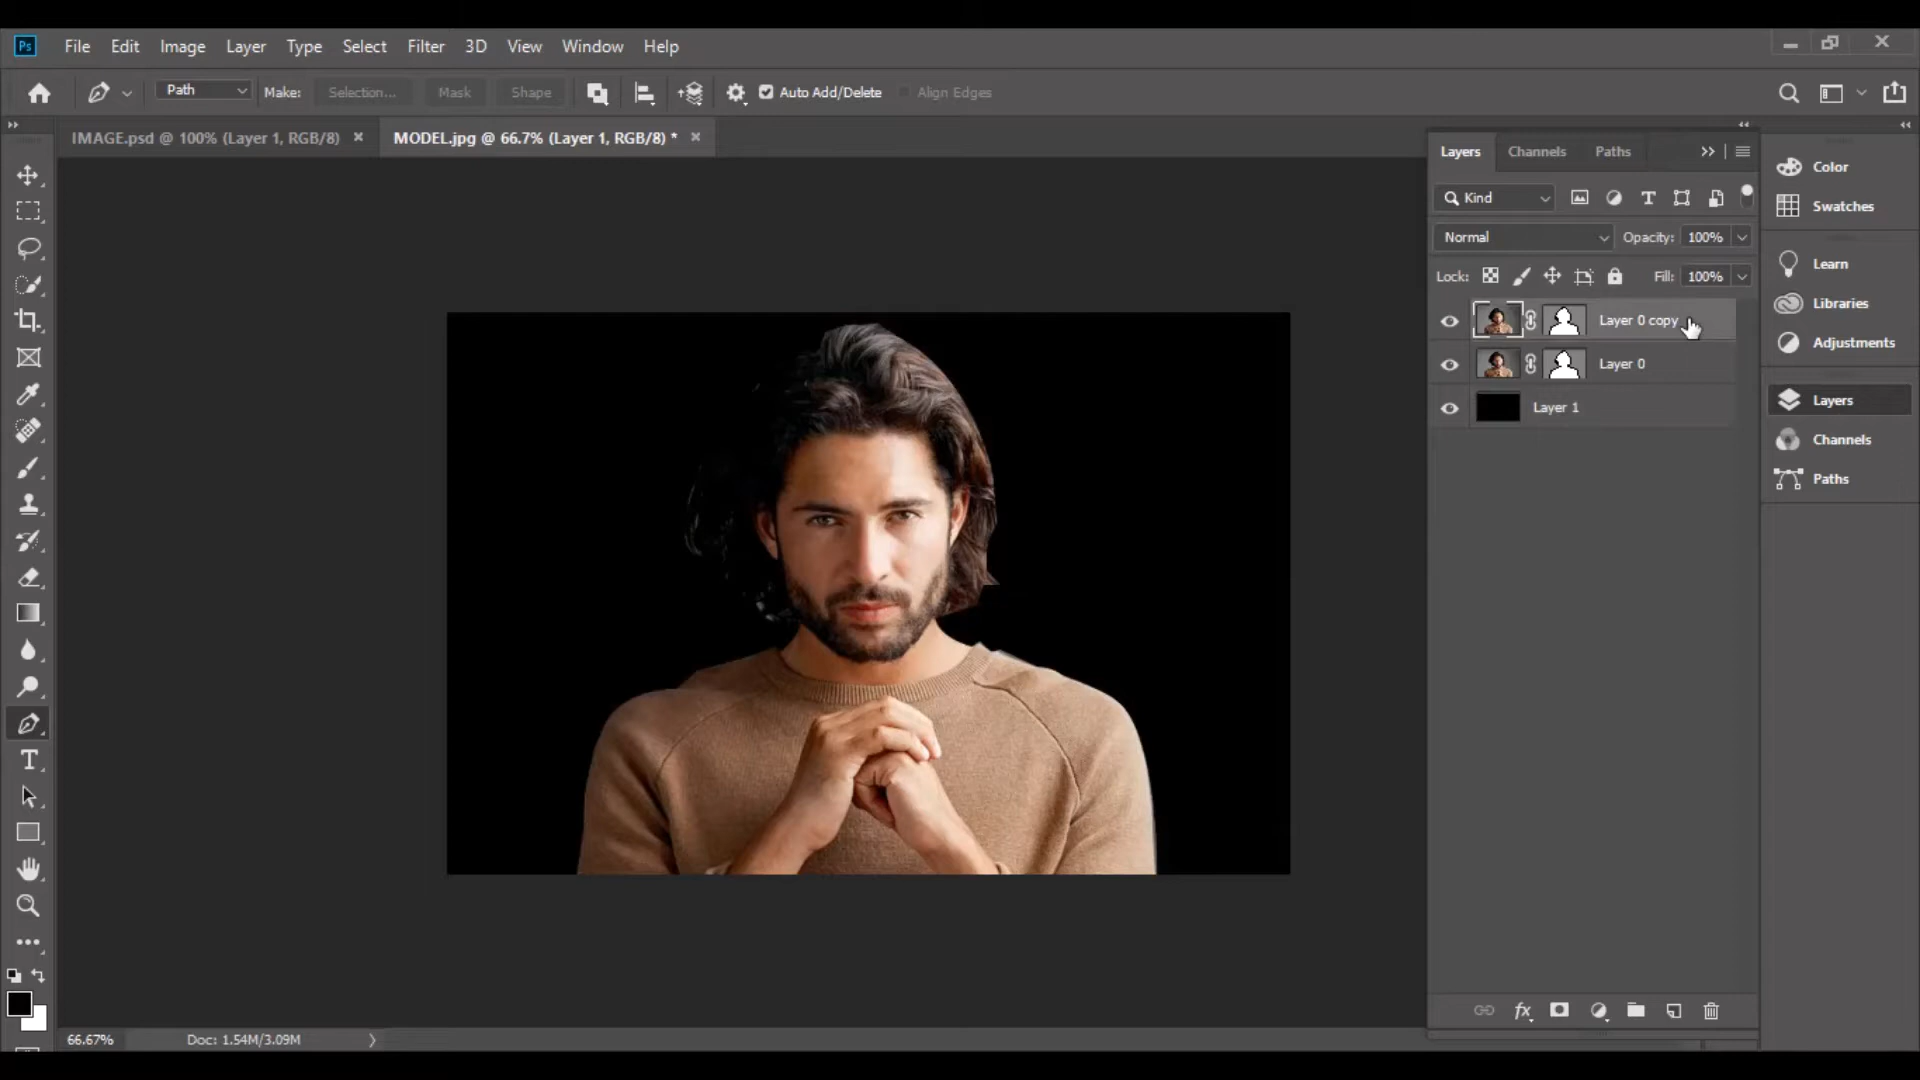 Ps File Edit Image Layer Type Select Filter 3D View Window Help
Path Make: Selection... Mask Shape Auto Add/Delete Align Edges
IMAGE.psd @ 100% (Layer 1, RGB/8) × MODEL.jpg @ 66.7% (Layer 1, RGB/8) * ×
Layers Channels Paths
Kind
Normal Opacity: 100%
Lock: Fill: 100%
Layer 0 copy
Layer 0
Layer 1
Color
Swatches
Learn
Libraries
Adjustments
Layers
Channels
Paths
66.67% Doc: 1.54M/3.09M